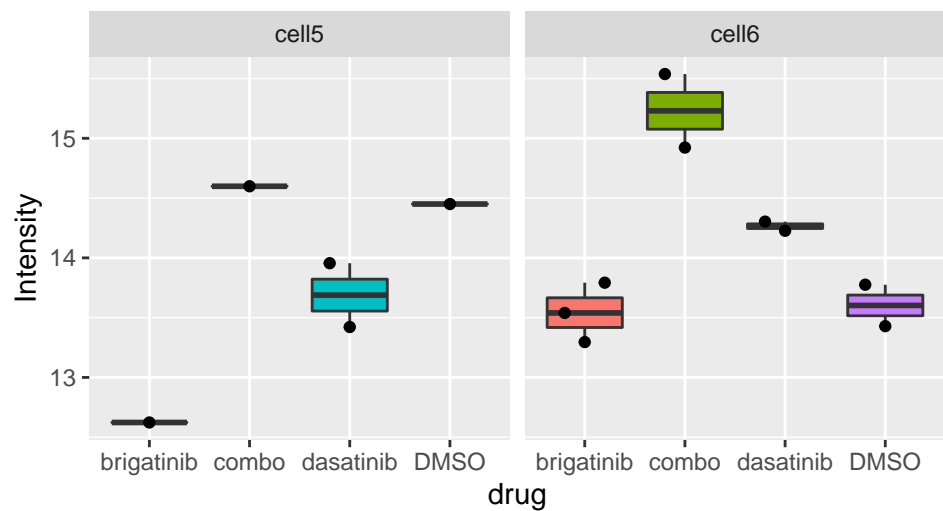 cell5 cell6
15
14
13
Intensity
brigatinib combo dasatinib DMSO brigatinib combo dasatinib DMSO
drug